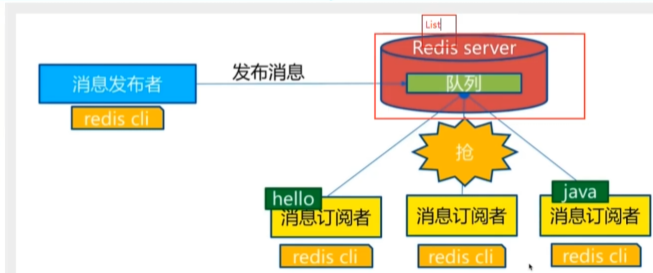 List
Redis server
消息发布者
发布消息
队列
redis cli
抢
hello
java
消息订阅者
消息订阅者
消息订阅者
redis cli
redis cli
redis cli